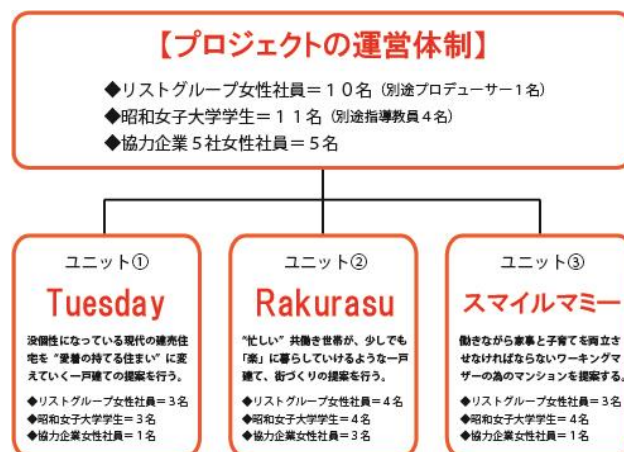 【プロジェクトの運営体制】
◆リストグループ女性社員＝１０名（別途プロデューサー１名）
◆昭和女子大学学生＝１１名（別途指導教員４名）
◆協力企業５社女性社員＝５名
ユニット①
Tuesday
没個性になっている現代の建売住
宅を“愛着の持てる住まい”に変
えていく一戸建ての提案を行う。
◆リストグループ女性社員＝３名
◆昭和女子大学学生＝３名
◆協力企業女性社員＝１名
ユニット②
Rakurasu
“忙しい”共働き世帯が、少しでも
「楽」に暮らしていけるような一戸
建て、街づくりの提案を行う。
◆リストグループ女性社員＝４名
◆昭和女子大学学生＝４名
◆協力企業女性社員＝３名
ユニット③
スマイルマミー
働きながら家事と子育てを両立さ
せなければならないワーキングマ
ザーの為のマンションを提案する。
◆リストグループ女性社員＝３名
◆昭和女子大学学生＝４名
◆協力企業女性社員＝１名